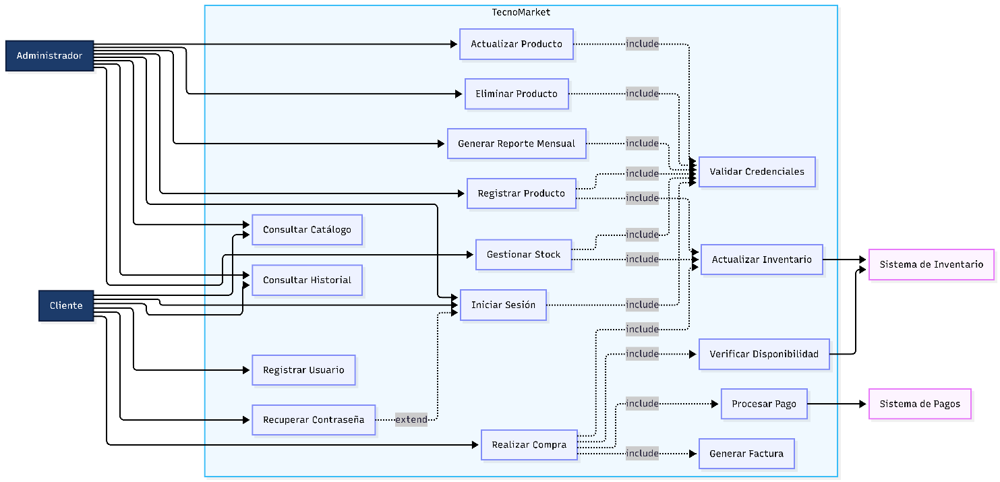 TecnoMarket
Administrador
Actualizar Producto
include
Eliminar Producto
include
Generar Reporte Mensual
include
Validar Credenciales
include
Registrar Producto
include
Consultar Catálogo
include
Gestionar Stock
include
Actualizar Inventario
Sistema de Inventario
Consultar Historial
Cliente
Iniciar Sesión
include
include
include
Verificar Disponibilidad
Registrar Usuario
include
Procesar Pago
Sistema de Pagos
Recuperar Contraseña
extend
Realizar Compra
include
Generar Factura